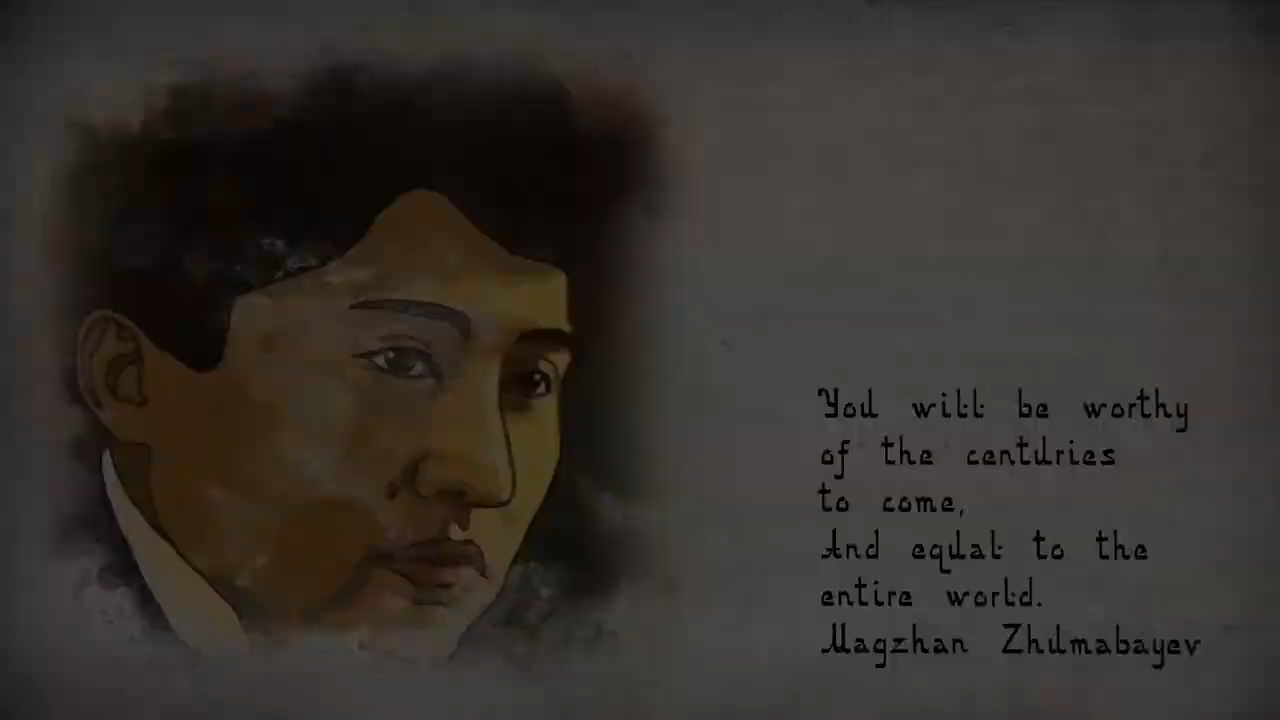 You will be worthy
of the centuries
to come,
And equal to the
entire world.
Magzhan Zhumabayev